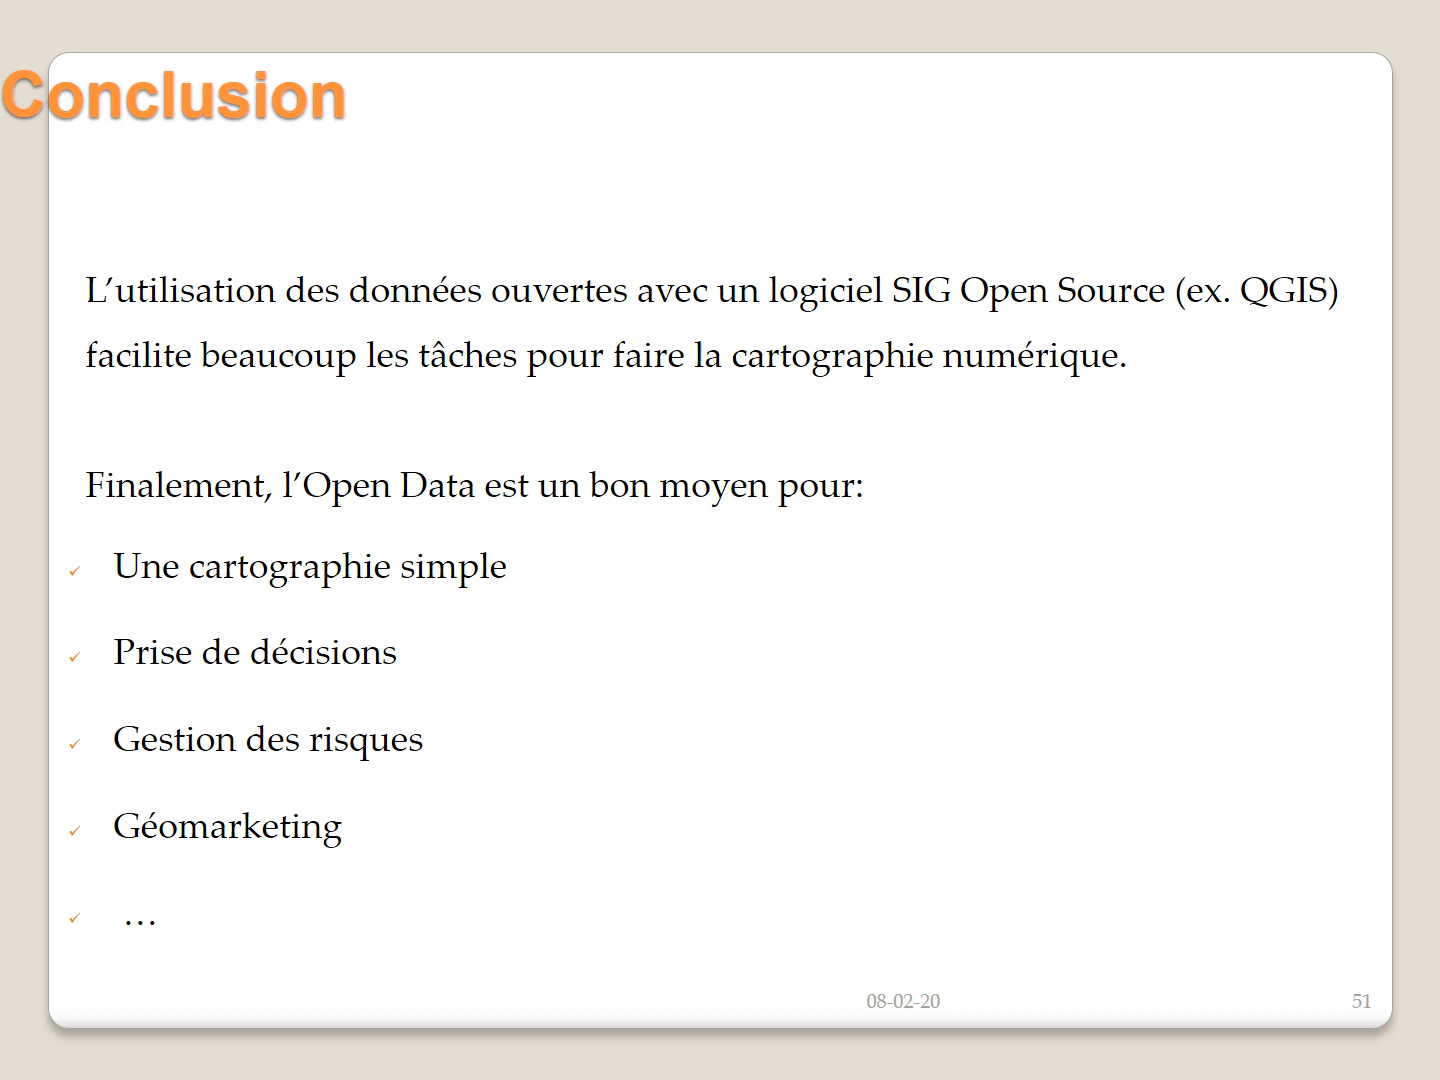 Conclusion
L’utilisation des données ouvertes avec un logiciel SIG Open Source (ex. QGIS)
facilite beaucoup les tâches pour faire la cartographie numérique.
Finalement, l’Open Data est un bon moyen pour:
✓ Une cartographie simple
✓ Prise de décisions
✓ Gestion des risques
✓ Géomarketing
✓ …
08-02-20
51